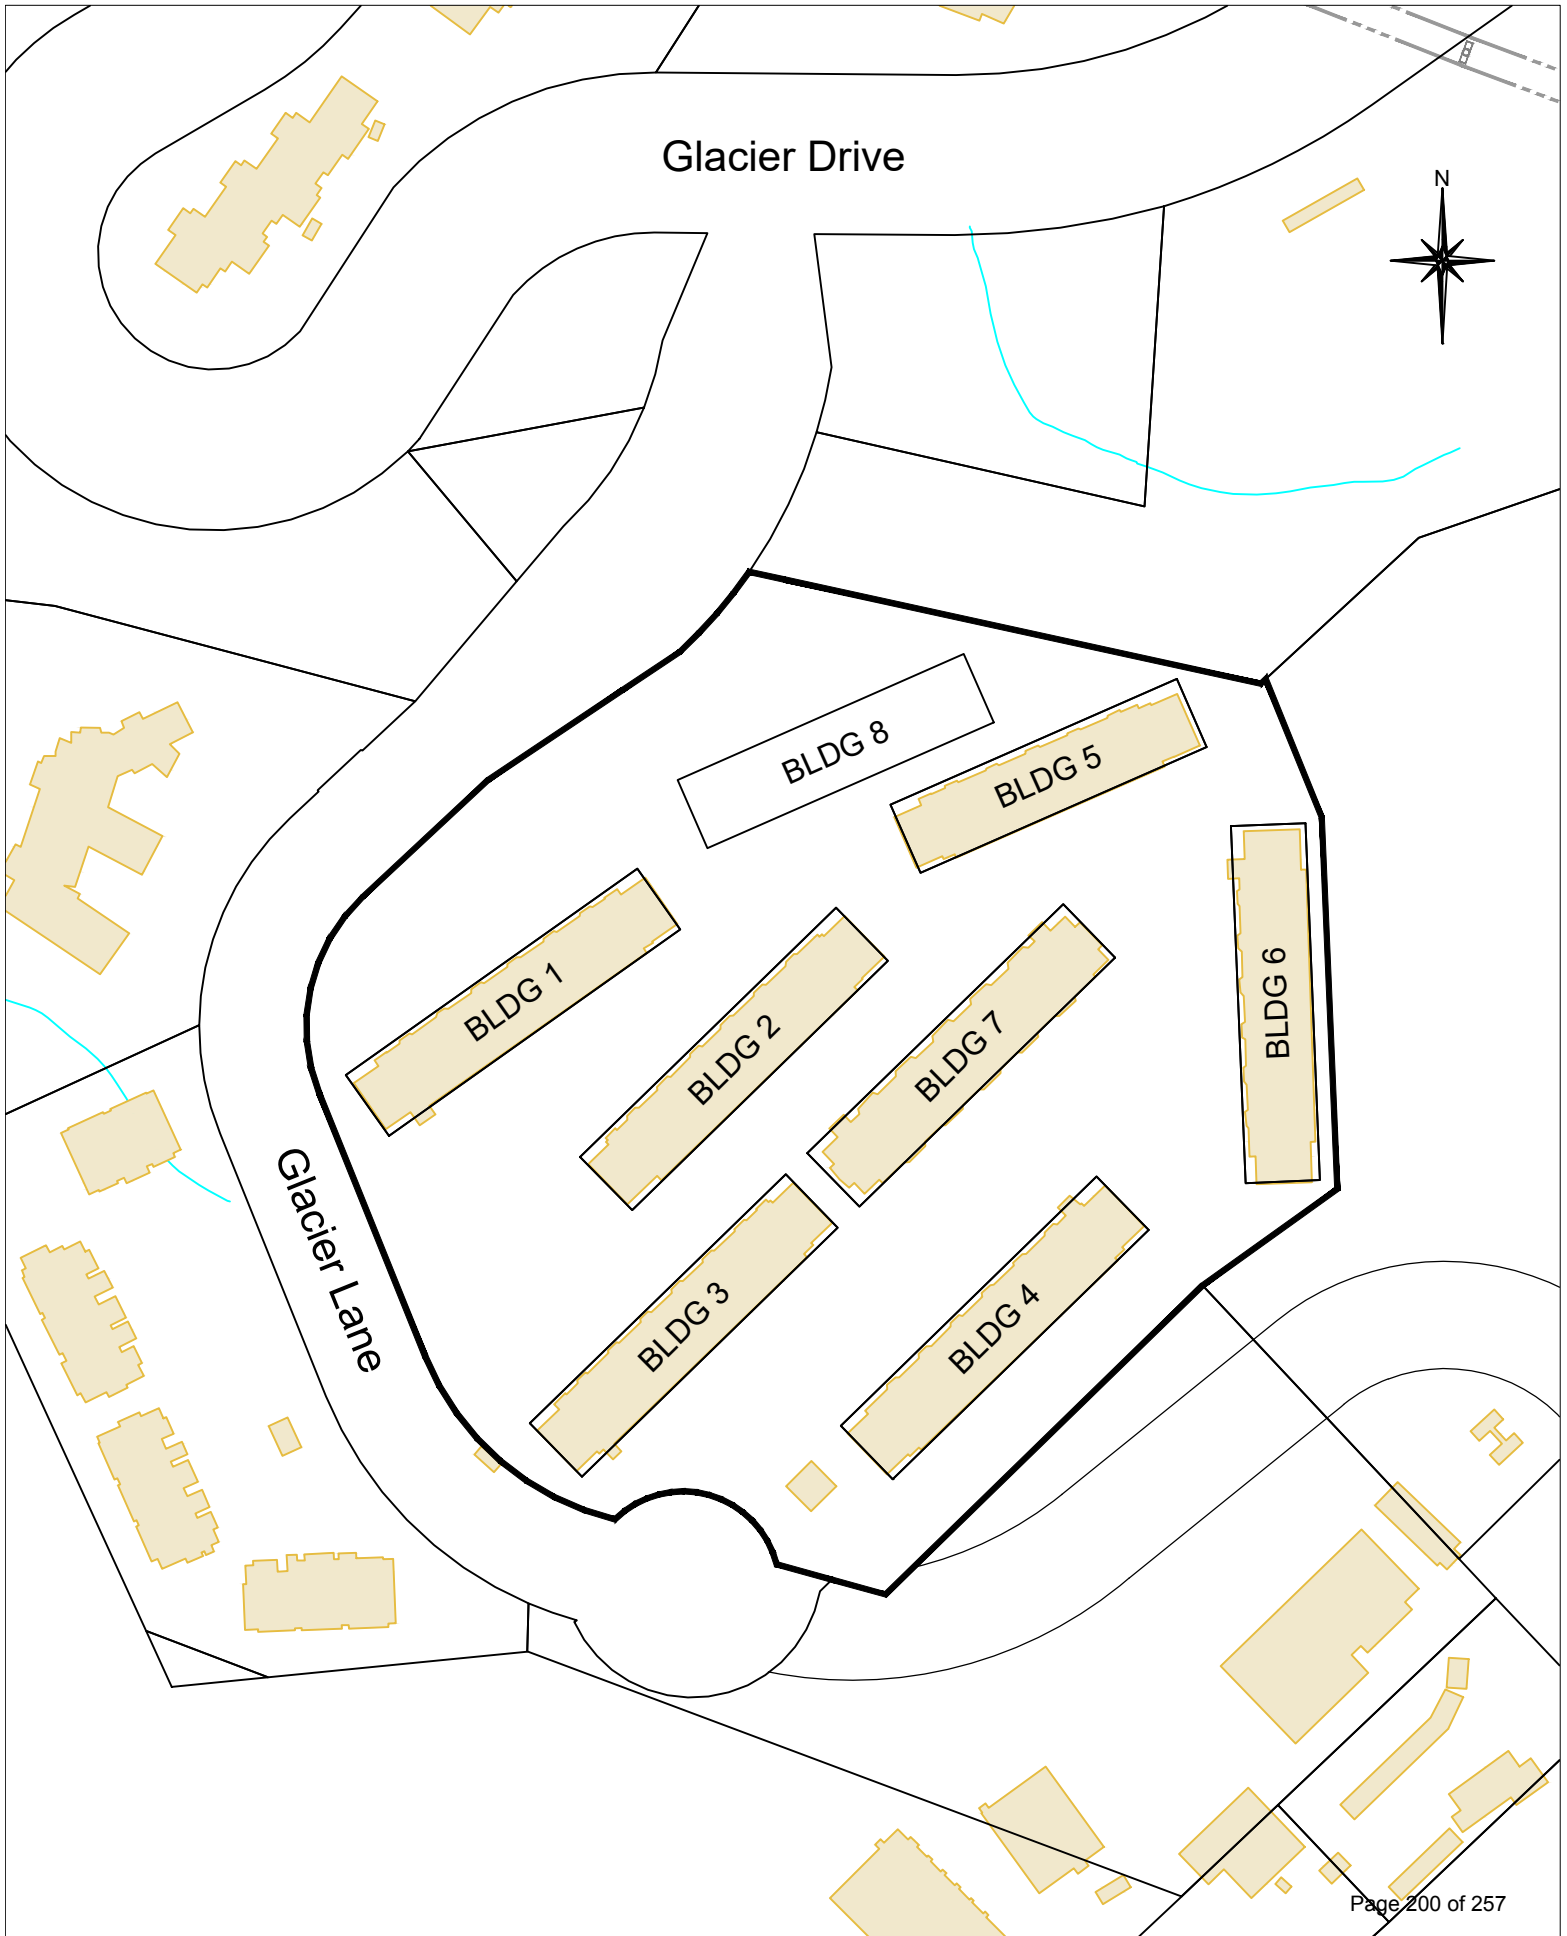 Glacier Drive
N
BLDG 8
BLDG 5
BLDG 1
BLDG 2
BLDG 7
BLDG 6
Glacier Lane
BLDG 3
BLDG 4
Page 200 of 257